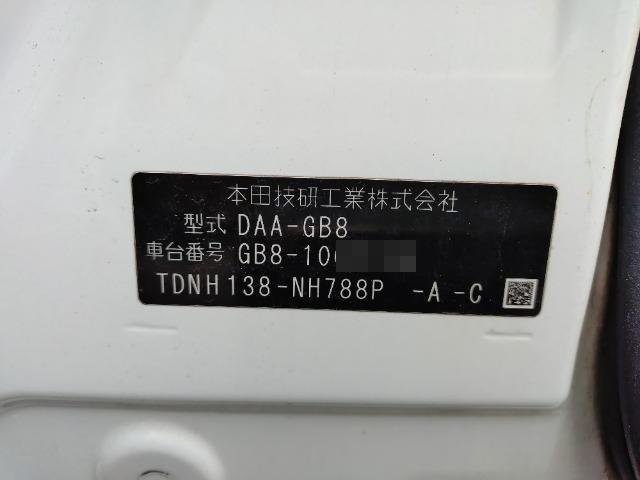 本田技研工業株式会社
型式 DAA-GB8
車台番号 GB8-100
TDNH138-NH788P -A -C